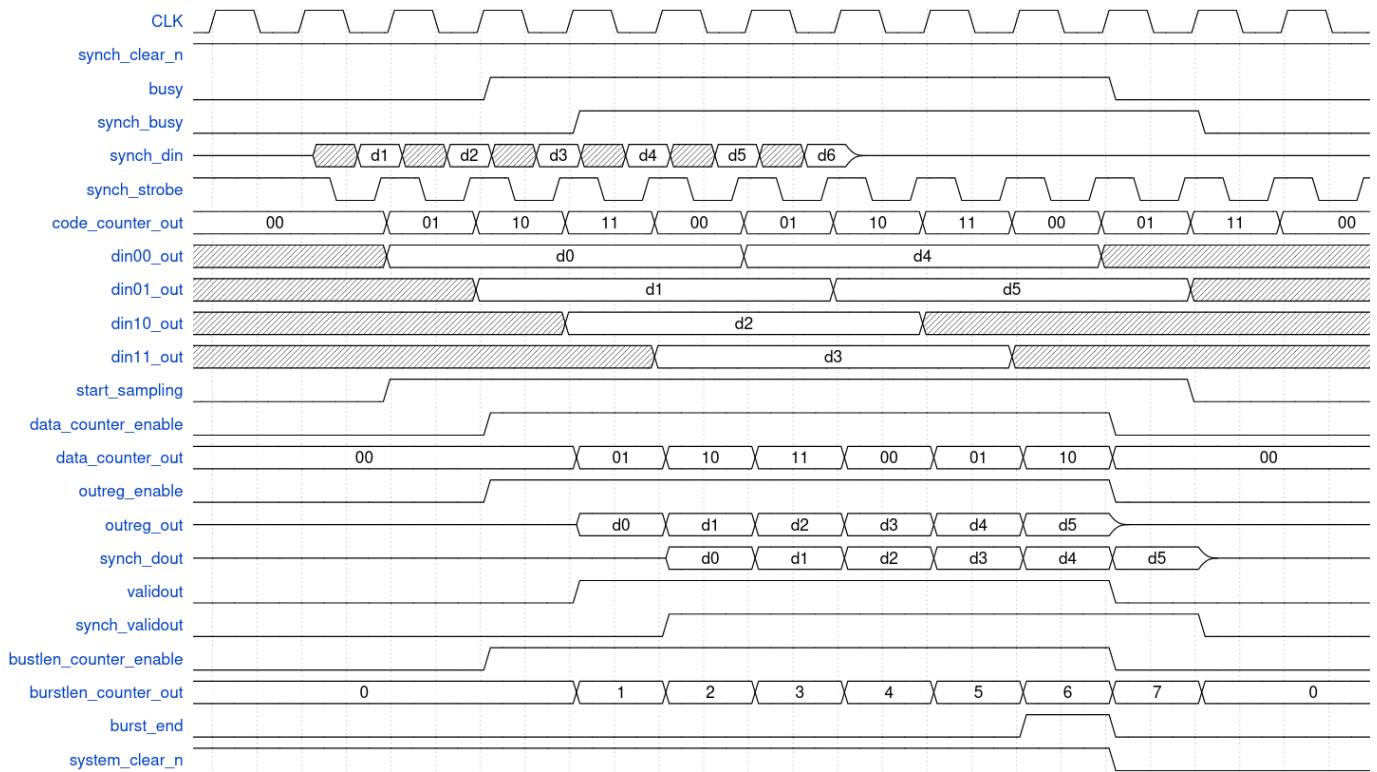 CLK
synch_clear_n
busy
synch_busy
synch_din d1 d2 d3 d4 d5 d6
synch_strobe
code_counter_out 00 01 10 11 00 01 10 11 00 01 11 00
din00_out d0 d4
din01_out d1 d5
din10_out d2
din11_out d3
start_sampling
data_counter_enable
data_counter_out 00 01 10 11 00 01 10 00
outreg_enable
outreg_out d0 d1 d2 d3 d4 d5
synch_dout d0 d1 d2 d3 d4 d5
validout
synch_validout
bustlen_counter_enable
burstlen_counter_out 0 1 2 3 4 5 6 7 0
burst_end
system_clear_n